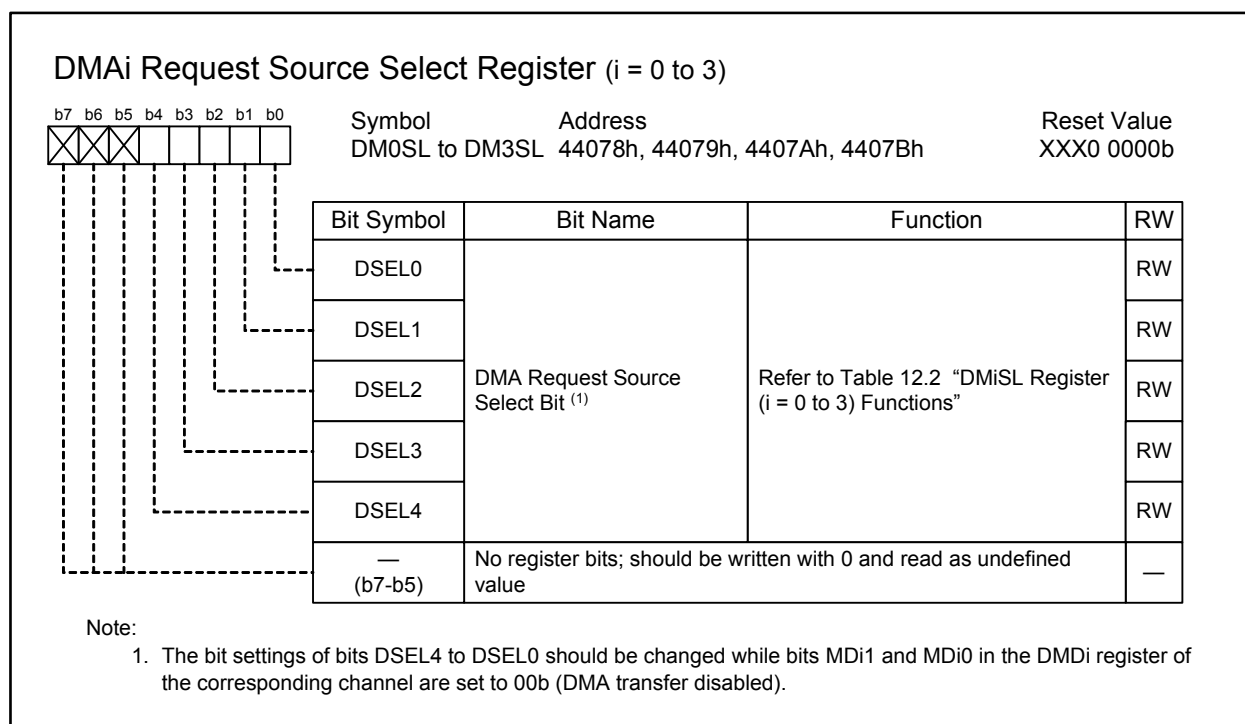 DMAi Request Source Select Register (i = 0 to 3)
b7 b6 b5 b4 b3 b2 b1 b0
Symbol Address Reset Value
DM0SL to DM3SL 44078h, 44079h, 4407Ah, 4407Bh XXX0 0000b
Bit Symbol Bit Name Function RW
DSEL0 RW
DSEL1 RW
DSEL2 RW
DMA Request Source
Select Bit (1)
Refer to Table 12.2 “DMiSL Register
(i = 0 to 3) Functions”
DSEL3 RW
DSEL4 RW
—
(b7-b5)
No register bits; should be written with 0 and read as undefined
value
—
Note:
1. The bit settings of bits DSEL4 to DSEL0 should be changed while bits MDi1 and MDi0 in the DMDi register of
the corresponding channel are set to 00b (DMA transfer disabled).